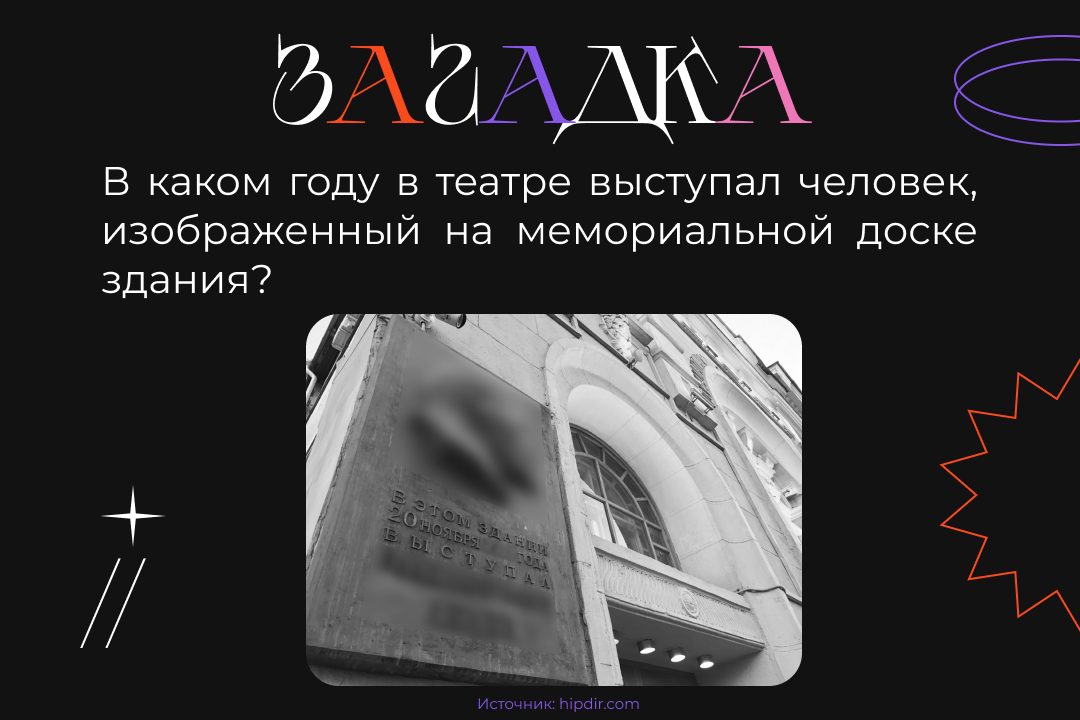 ЗАГАДКА
В каком году в театре выступал человек,
изображенный на мемориальной доске
здания?
В ЭТОМ ЗДАНИИ
20 НОЯБРЯ ГОДА
ВЫСТУПАЛ
Источник: hipdir.com